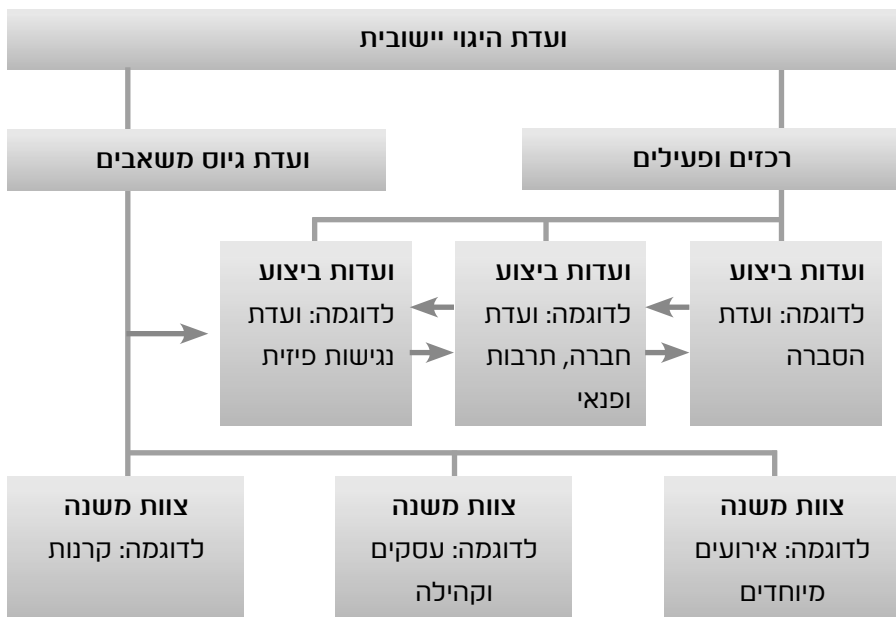 ועדת היגוי יישובית
רכזים ופעילים
ועדת גיוס משאבים
ועדות ביצוע
לדוגמה: ועדת
הסברה
ועדות ביצוע
לדוגמה: ועדת
חברה, תרבות
ופנאי
ועדות ביצוע
לדוגמה: ועדת
נגישות פיזית
צוות משנה
לדוגמה: אירועים
מיוחדים
צוות משנה
לדוגמה: עסקים
וקהילה
צוות משנה
לדוגמה: קרנות